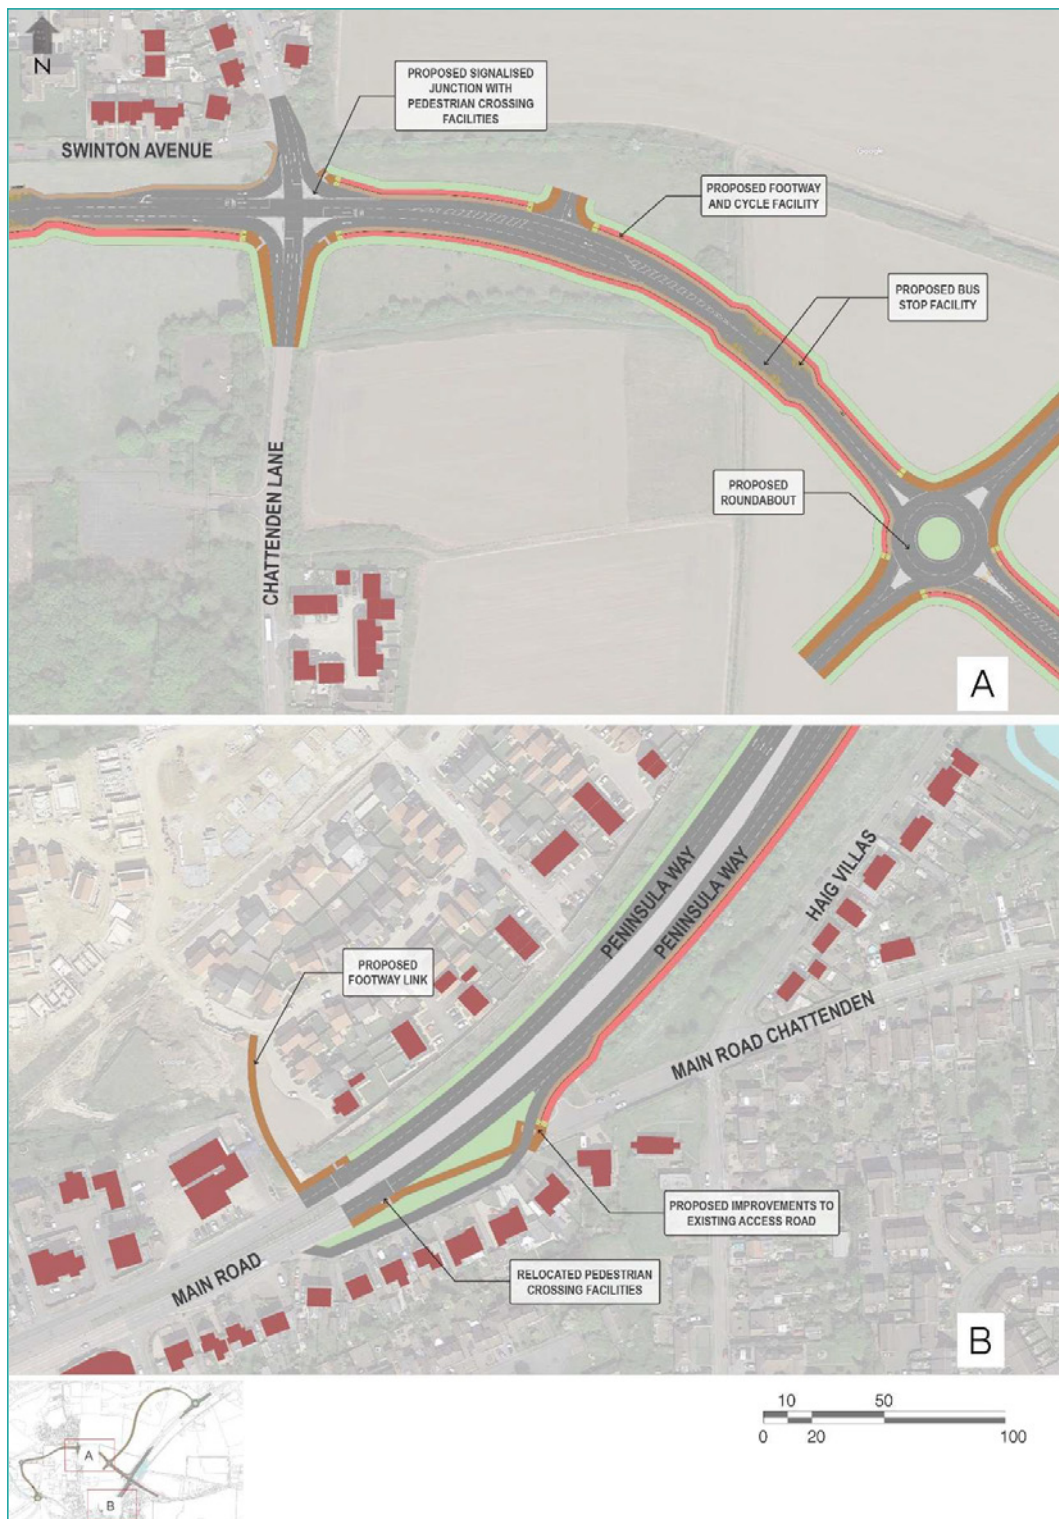 N
PROPOSED SIGNALISED
JUNCTION WITH
PEDESTRIAN CROSSING
FACILITIES
SWINTON AVENUE
Google
PROPOSED FOOTWAY
AND CYCLE FACILITY
PROPOSED BUS
STOP FACILITY
CHATTENDEN LANE
PROPOSED
ROUNDABOUT
A
PENINSULA WAY
PENINSULA WAY
HAIG VILLAS
PROPOSED
FOOTWAY LINK
MAIN ROAD CHATTENDEN
PROPOSED IMPROVEMENTS TO
EXISTING ACCESS ROAD
MAIN ROAD
RELOCATED PEDESTRIAN
CROSSING FACILITIES
B
A
B
10 50
0 20 100